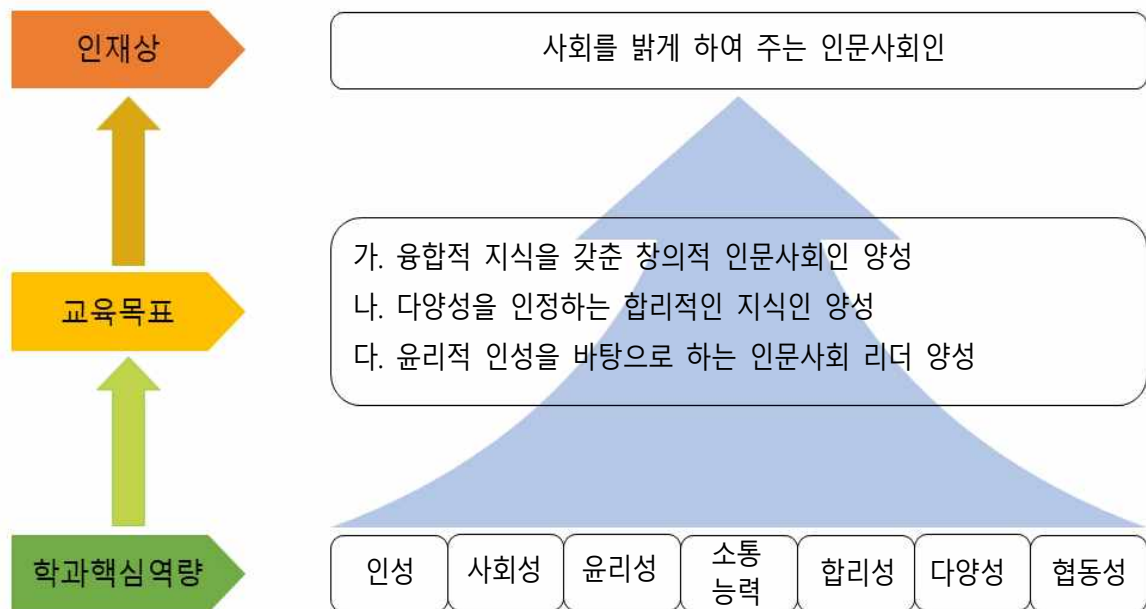 인재상
사회를 밝게 하여 주는 인문사회인
가. 융합적 지식을 갖춘 창의적 인문사회인 양성
나. 다양성을 인정하는 합리적인 지식인 양성
다. 윤리적 인성을 바탕으로 하는 인문사회 리더 양성
교육목표
학과핵심역량
인성
사회성
윤리성
소통
능력
합리성
다양성
협동성